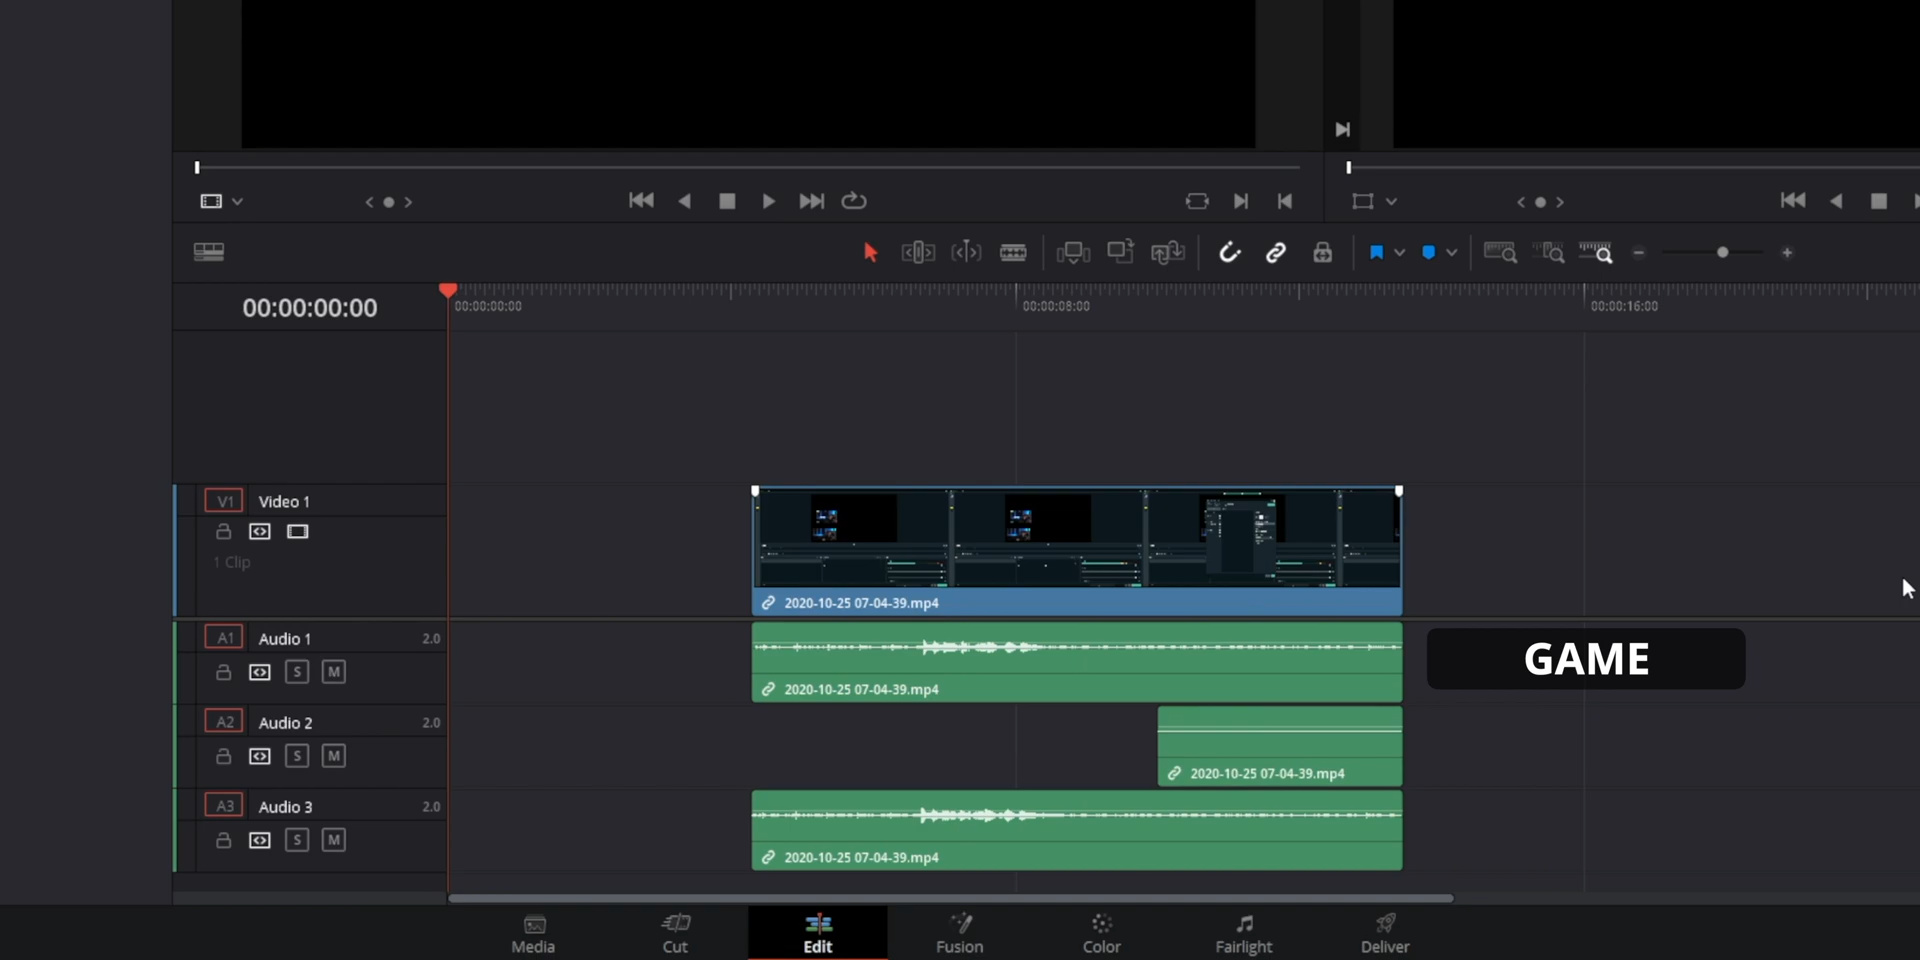 00:00:00:00
00:00:00:00
00:00:08:00
00:00:16:00
V1 Video 1
1 Clip
2020-10-25 07-04-39.mp4
A1 Audio 1 2.0
S M
2020-10-25 07-04-39.mp4
GAME
A2 Audio 2 2.0
S M
2020-10-25 07-04-39.mp4
A3 Audio 3 2.0
S M
2020-10-25 07-04-39.mp4
Media Cut Edit Fusion Color Fairlight Deliver